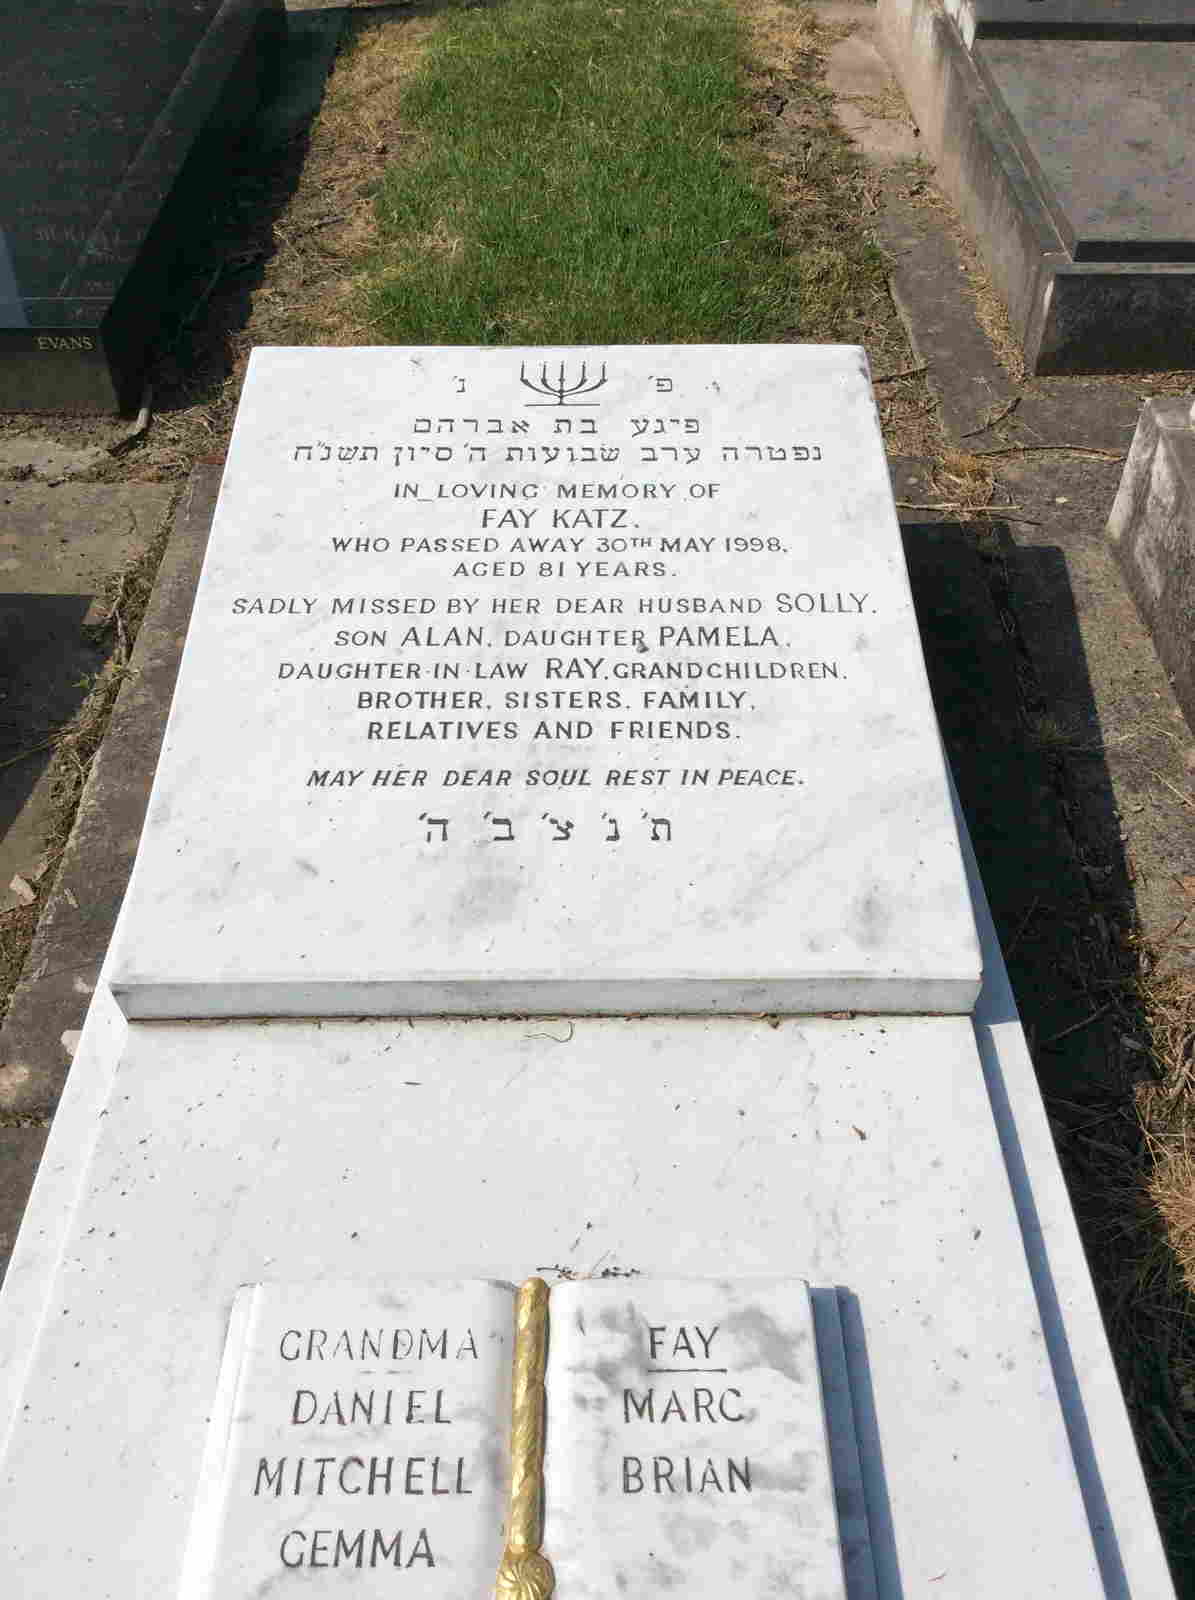 EVANS
פ׳ נ׳
פיגע בת אברהם
נפטרה ערב שבועות ה׳ סיון תשנ״ח
IN LOVING MEMORY OF
FAY KATZ.
WHO PASSED AWAY 30TH MAY 1998.
AGED 81 YEARS.
SADLY MISSED BY HER DEAR HUSBAND SOLLY.
SON ALAN. DAUGHTER PAMELA.
DAUGHTER·IN·LAW RAY. GRANDCHILDREN.
BROTHER. SISTERS. FAMILY.
RELATIVES AND FRIENDS.
MAY HER DEAR SOUL REST IN PEACE.
ת׳ נ׳ צ׳ ב׳ ה׳
GRANDMA FAY
DANIEL MARC
MITCHELL BRIAN
GEMMA